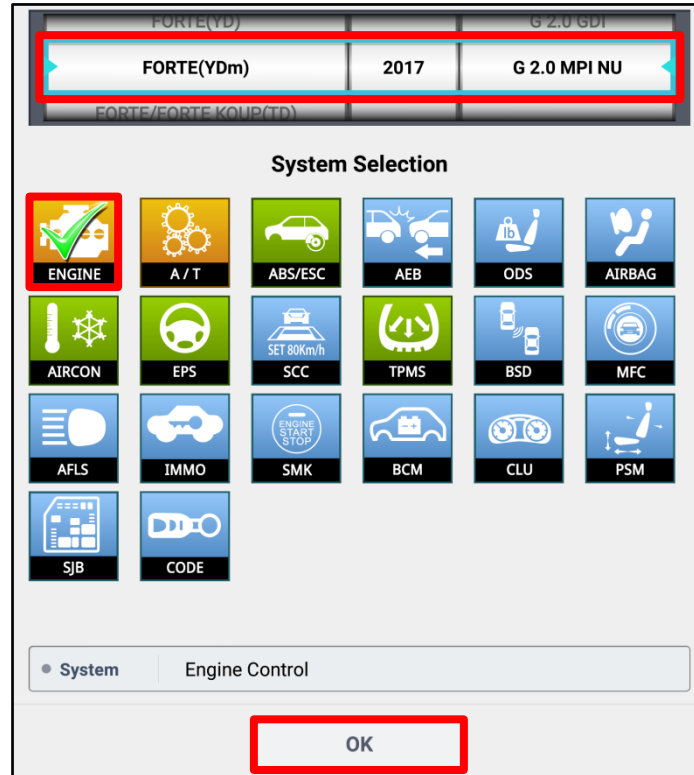 FORTE(YD) G 2.0 GDI
FORTE(YDm) 2017 G 2.0 MPI NU
FORTE/FORTE KOUP(TD)
System Selection
lb
ENGINE A / T ABS/ESC AEB ODS AIRBAG
SET 80Km/h
AIRCON EPS SCC TPMS BSD MFC
ENGINE
START
STOP
AFLS IMMO SMK BCM CLU PSM
SJB CODE
System Engine Control
OK